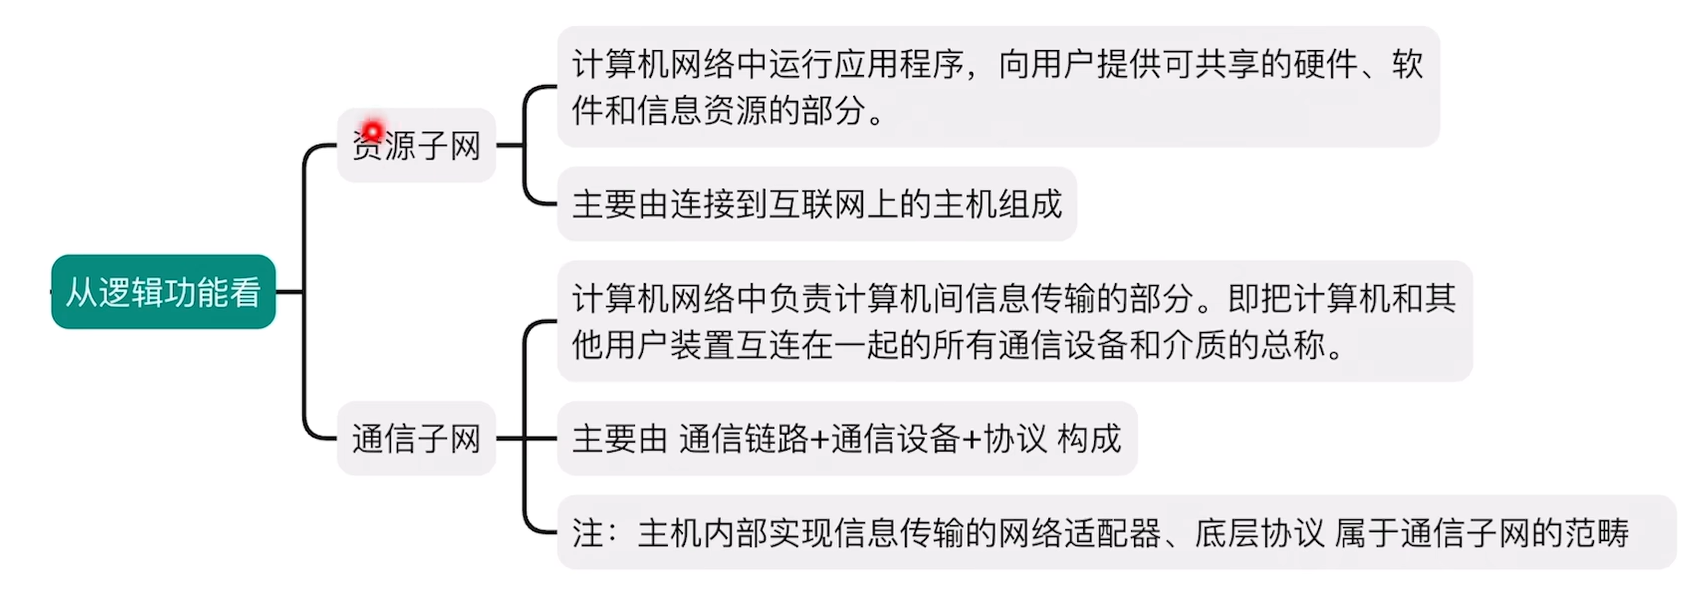 计算机网络中运行应用程序，向用户提供可共享的硬件、软
件和信息资源的部分。
资源子网
主要由连接到互联网上的主机组成
从逻辑功能看
计算机网络中负责计算机间信息传输的部分。即把计算机和其
他用户装置互连在一起的所有通信设备和介质的总称。
通信子网
主要由 通信链路+通信设备+协议 构成
注：主机内部实现信息传输的网络适配器、底层协议 属于通信子网的范畴